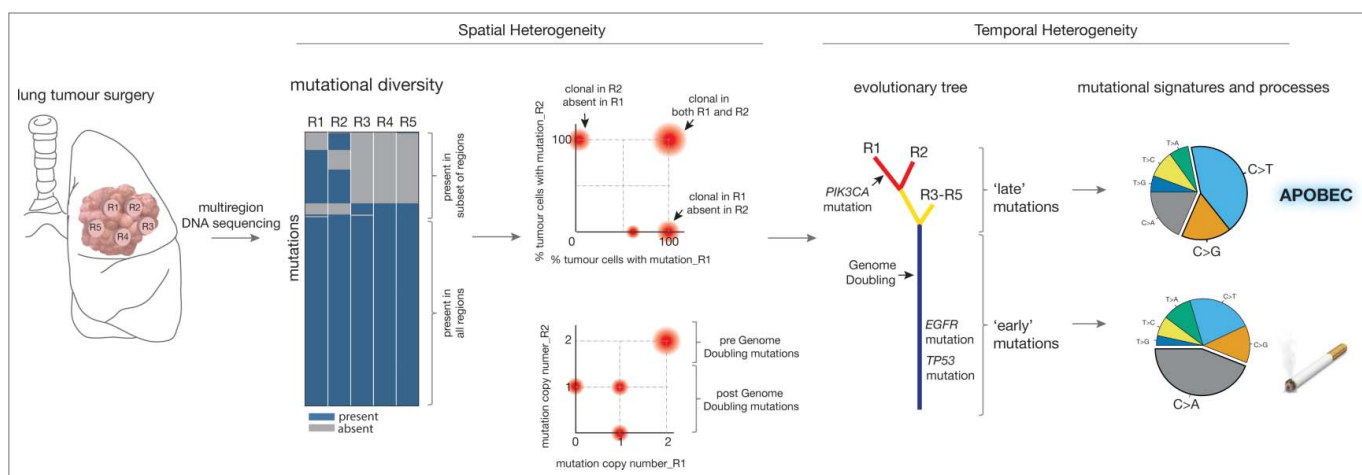 Spatial Heterogeneity
Temporal Heterogeneity
lung tumour surgery
R1
R2
R3
R4
R5
multiregion
DNA sequencing
mutational diversity
R1 R2 R3 R4 R5
mutations
present in
subset of regions
present in
all regions
present
absent
clonal in R2
absent in R1
clonal in
both R1 and R2
clonal in R1
absent in R2
% tumour cells with mutation_R2
100
0
100
% tumour cells with mutation_R1
mutation copy numer_R2
2
1
0
1
2
mutation copy number_R1
pre Genome
Doubling mutations
post Genome
Doubling mutations
evolutionary tree
R1
R2
R3-R5
PIK3CA
mutation
Genome
Doubling
EGFR
mutation
TP53
mutation
'late'
mutations
'early'
mutations
mutational signatures and processes
T>A
T>C
T>G
C>A
C>T
C>G
APOBEC
T>A
T>C
T>G
C>T
C>G
C>A